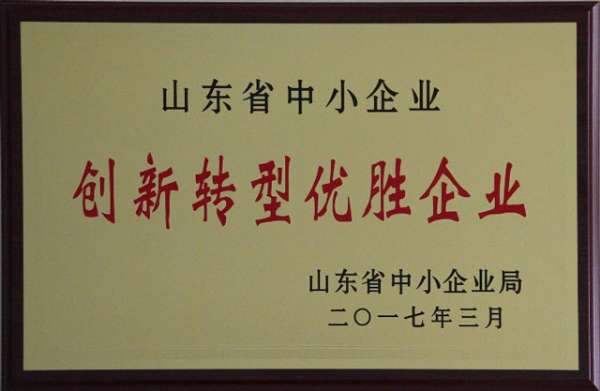 山东省中小企业
创新转型优胜企业
山东省中小企业局
二〇一七年三月